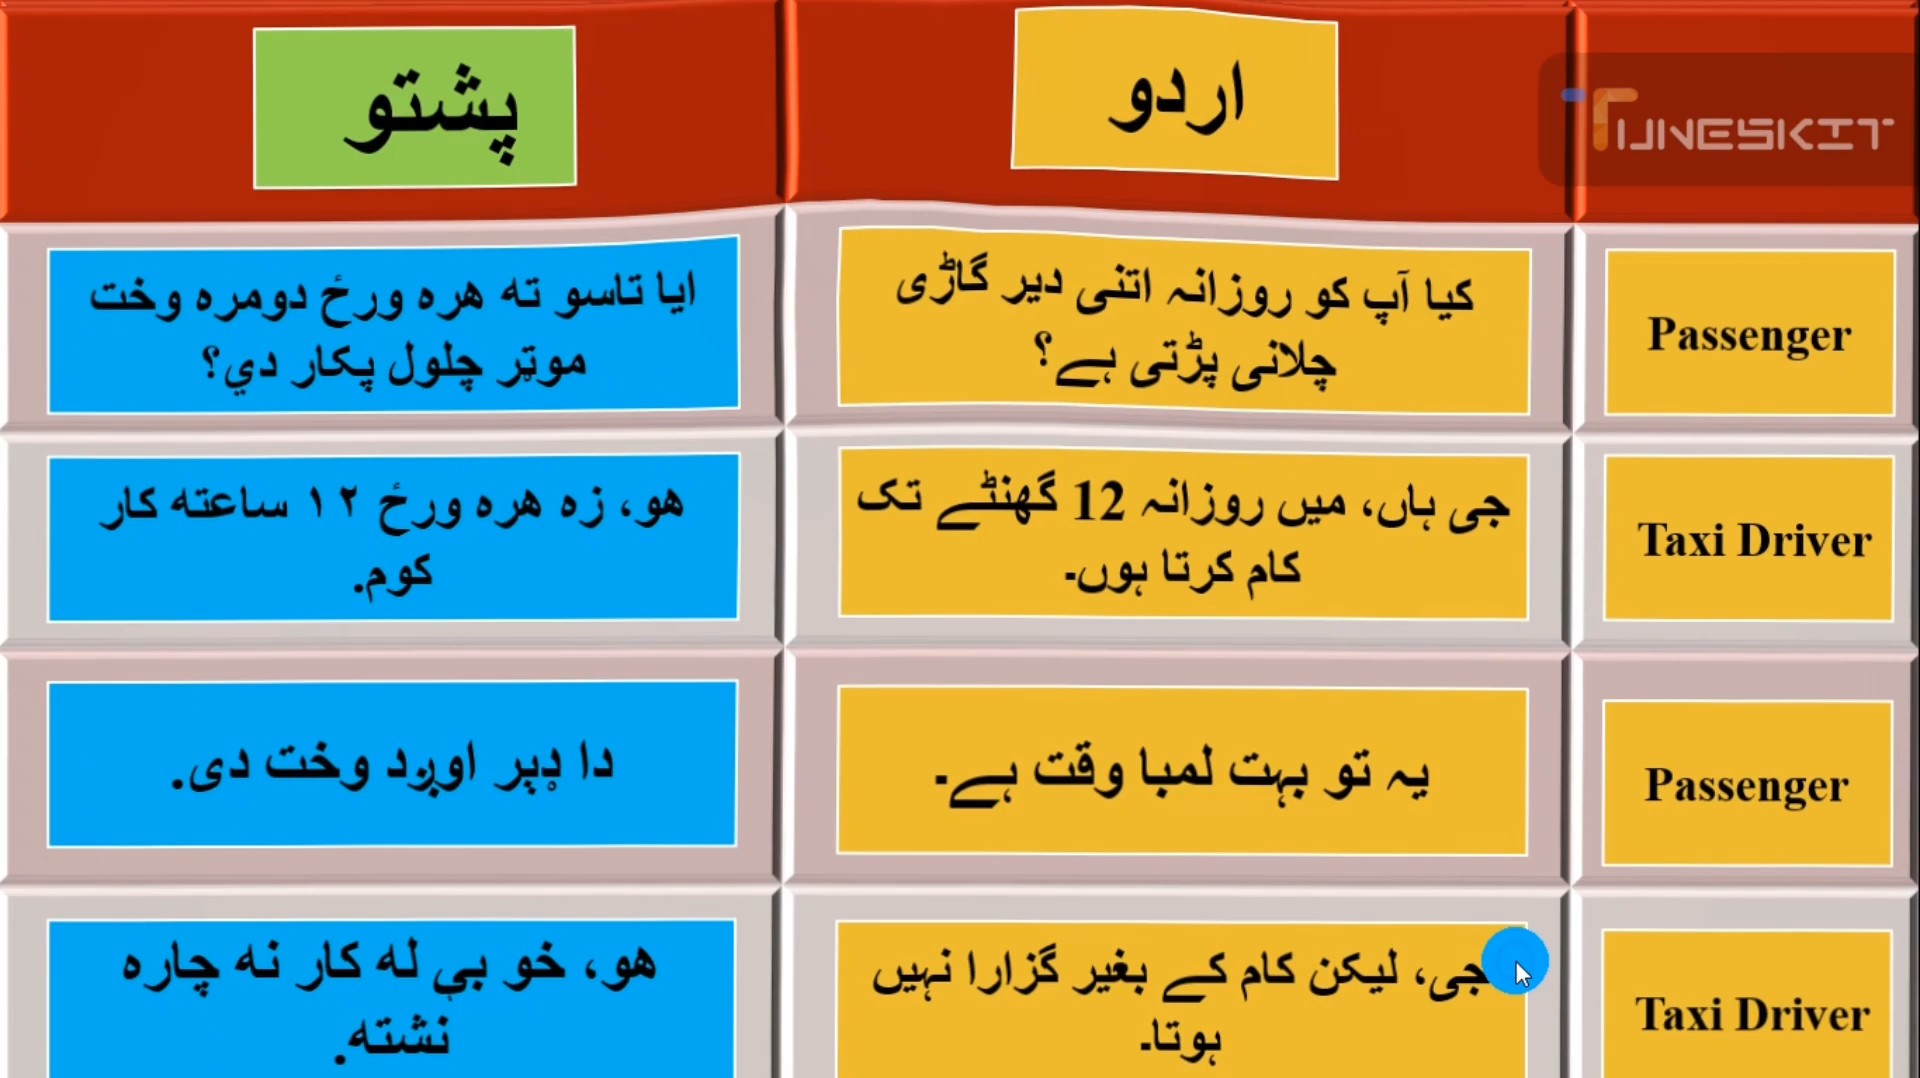 اردو
پشتو
TUNESKIT
Passenger
کیا آپ کو روزانہ اتنی دیر گاڑی
چلانی پڑتی ہے؟
ایا تاسو ته هره ورځ دومره وخت
موټر چلول پکار دي؟
Taxi Driver
جی ہاں، میں روزانہ 12 گھنٹے تک
کام کرتا ہوں۔
هو، زه هره ورځ ۱۲ ساعته کار
کوم.
Passenger
یہ تو بہت لمبا وقت ہے۔
دا ډېر اوږد وخت دی.
Taxi Driver
جی، لیکن کام کے بغیر گزارا نہیں
ہوتا۔
هو، خو بې له کار نه چاره
نشته.